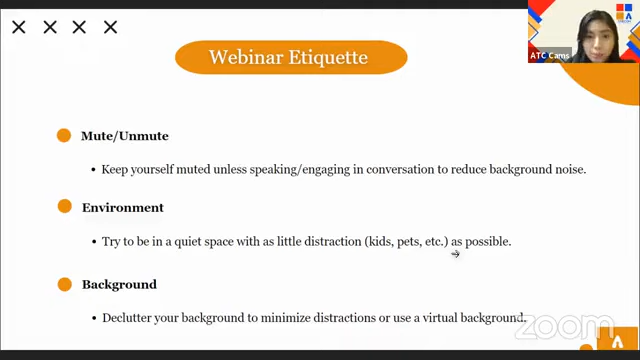 Webinar Etiquette
ATC Cams
Mute/Unmute
• Keep yourself muted unless speaking/engaging in conversation to reduce background noise.
Environment
• Try to be in a quiet space with as little distraction (kids, pets, etc.) as possible.
Background
• Declutter your background to minimize distractions or use a virtual background.
zoom